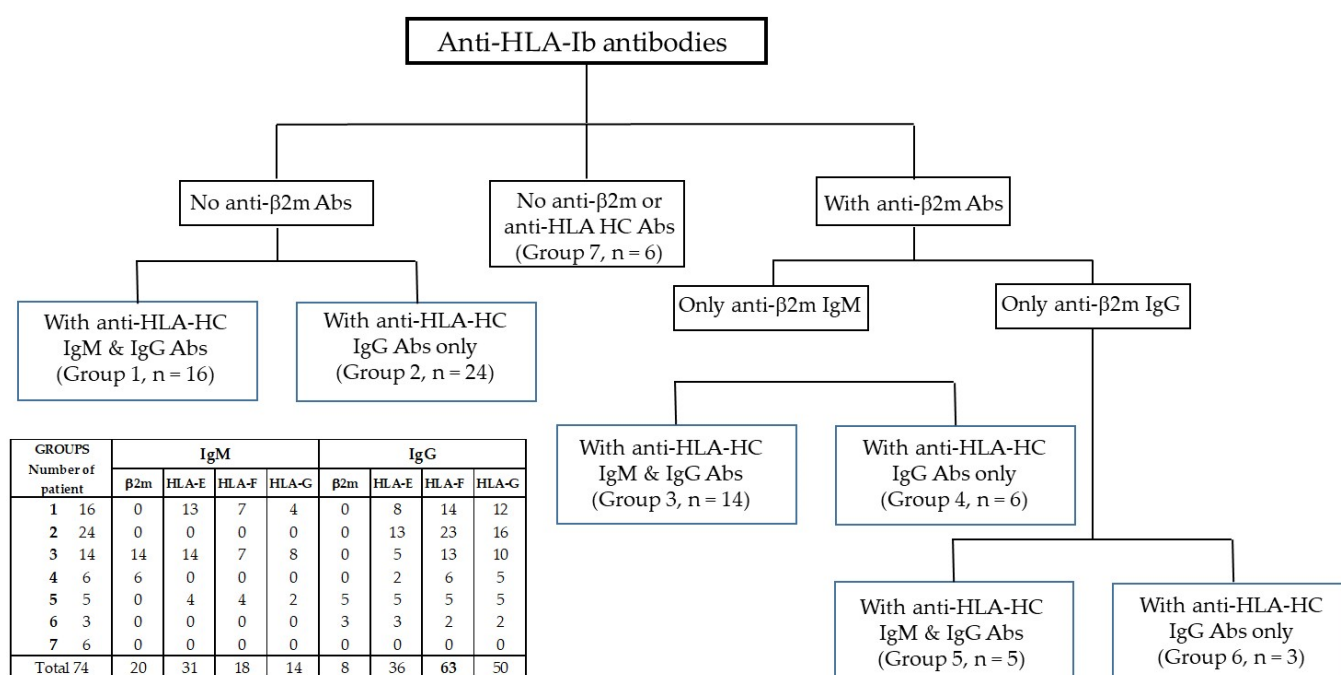 Anti-HLA-Ib antibodies
No anti-β2m Abs
No anti-β2m or
anti-HLA HC Abs
(Group 7, n = 6)
With anti-β2m Abs
Only anti-β2m IgM
Only anti-β2m IgG
With anti-HLA-HC
IgM & IgG Abs
(Group 1, n = 16)
With anti-HLA-HC
IgG Abs only
(Group 2, n = 24)
With anti-HLA-HC
IgM & IgG Abs
(Group 3, n = 14)
With anti-HLA-HC
IgG Abs only
(Group 4, n = 6)
With anti-HLA-HC
IgM & IgG Abs
(Group 5, n = 5)
With anti-HLA-HC
IgG Abs only
(Group 6, n = 3)
GROUPS
Number of
patient
IgM IgG
β2m HLA-E HLA-F HLA-G β2m HLA-E HLA-F HLA-G
1 16 0 13 7 4 0 8 14 12
2 24 0 0 0 0 0 13 23 16
3 14 14 14 7 8 0 5 13 10
4 6 6 0 0 0 0 2 6 5
5 5 0 4 4 2 5 5 5 5
6 3 0 0 0 0 3 3 2 2
7 6 0 0 0 0 0 0 0 0
Total 74 20 31 18 14 8 36 63 50